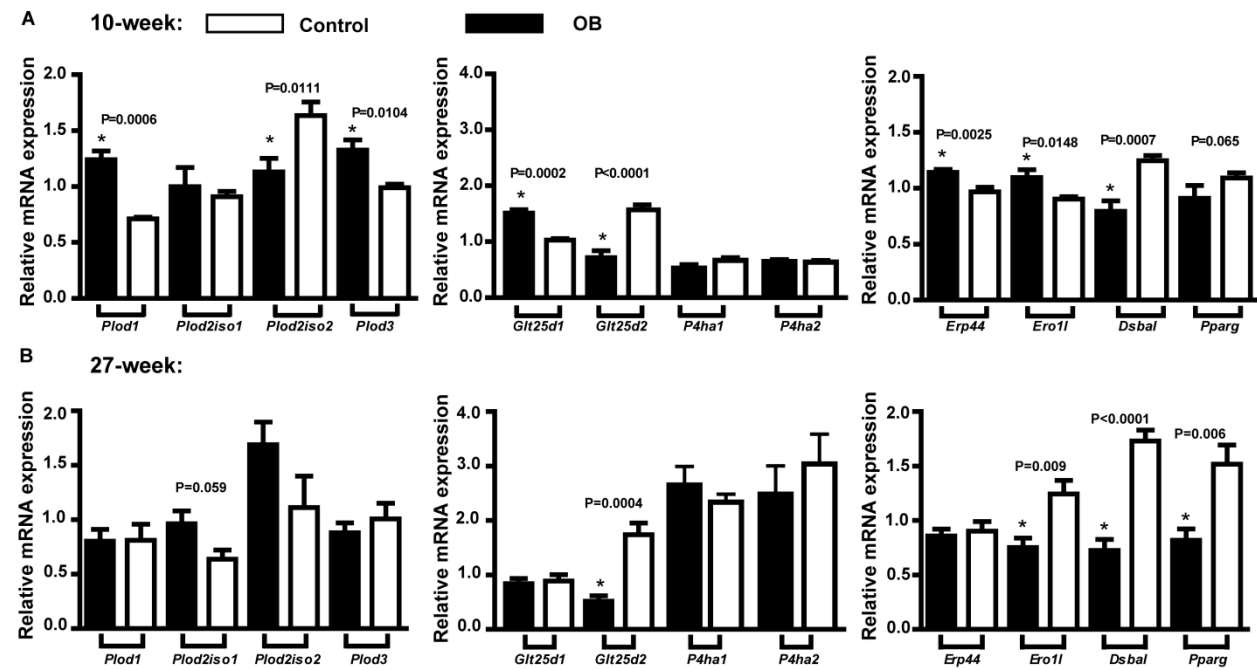 A 10-week: Control OB
Relative mRNA expression
2.0
1.5
1.0
0.5
0.0
* P=0.0006
* P=0.0111
* P=0.0104
Plod1 Plod2iso1 Plod2iso2 Plod3
Relative mRNA expression
4.0
3.0
2.0
1.0
0.0
P=0.0002 P<0.0001
* *
Glt25d1 Glt25d2 P4ha1 P4ha2
Relative mRNA expression
2.0
1.5
1.0
0.5
0.0
P=0.0025 P=0.0148 P=0.0007 P=0.065
* * *
Erp44 Ero1l Dsbal Pparg
B 27-week:
Relative mRNA expression
2.0
1.5
1.0
0.5
0.0
P=0.059
Plod1 Plod2iso1 Plod2iso2 Plod3
Relative mRNA expression
4.0
3.0
2.0
1.0
0.0
P=0.0004
*
Glt25d1 Glt25d2 P4ha1 P4ha2
Relative mRNA expression
2.0
1.5
1.0
0.5
0.0
P=0.009 P<0.0001 P=0.006
* * *
Erp44 Ero1l Dsbal Pparg